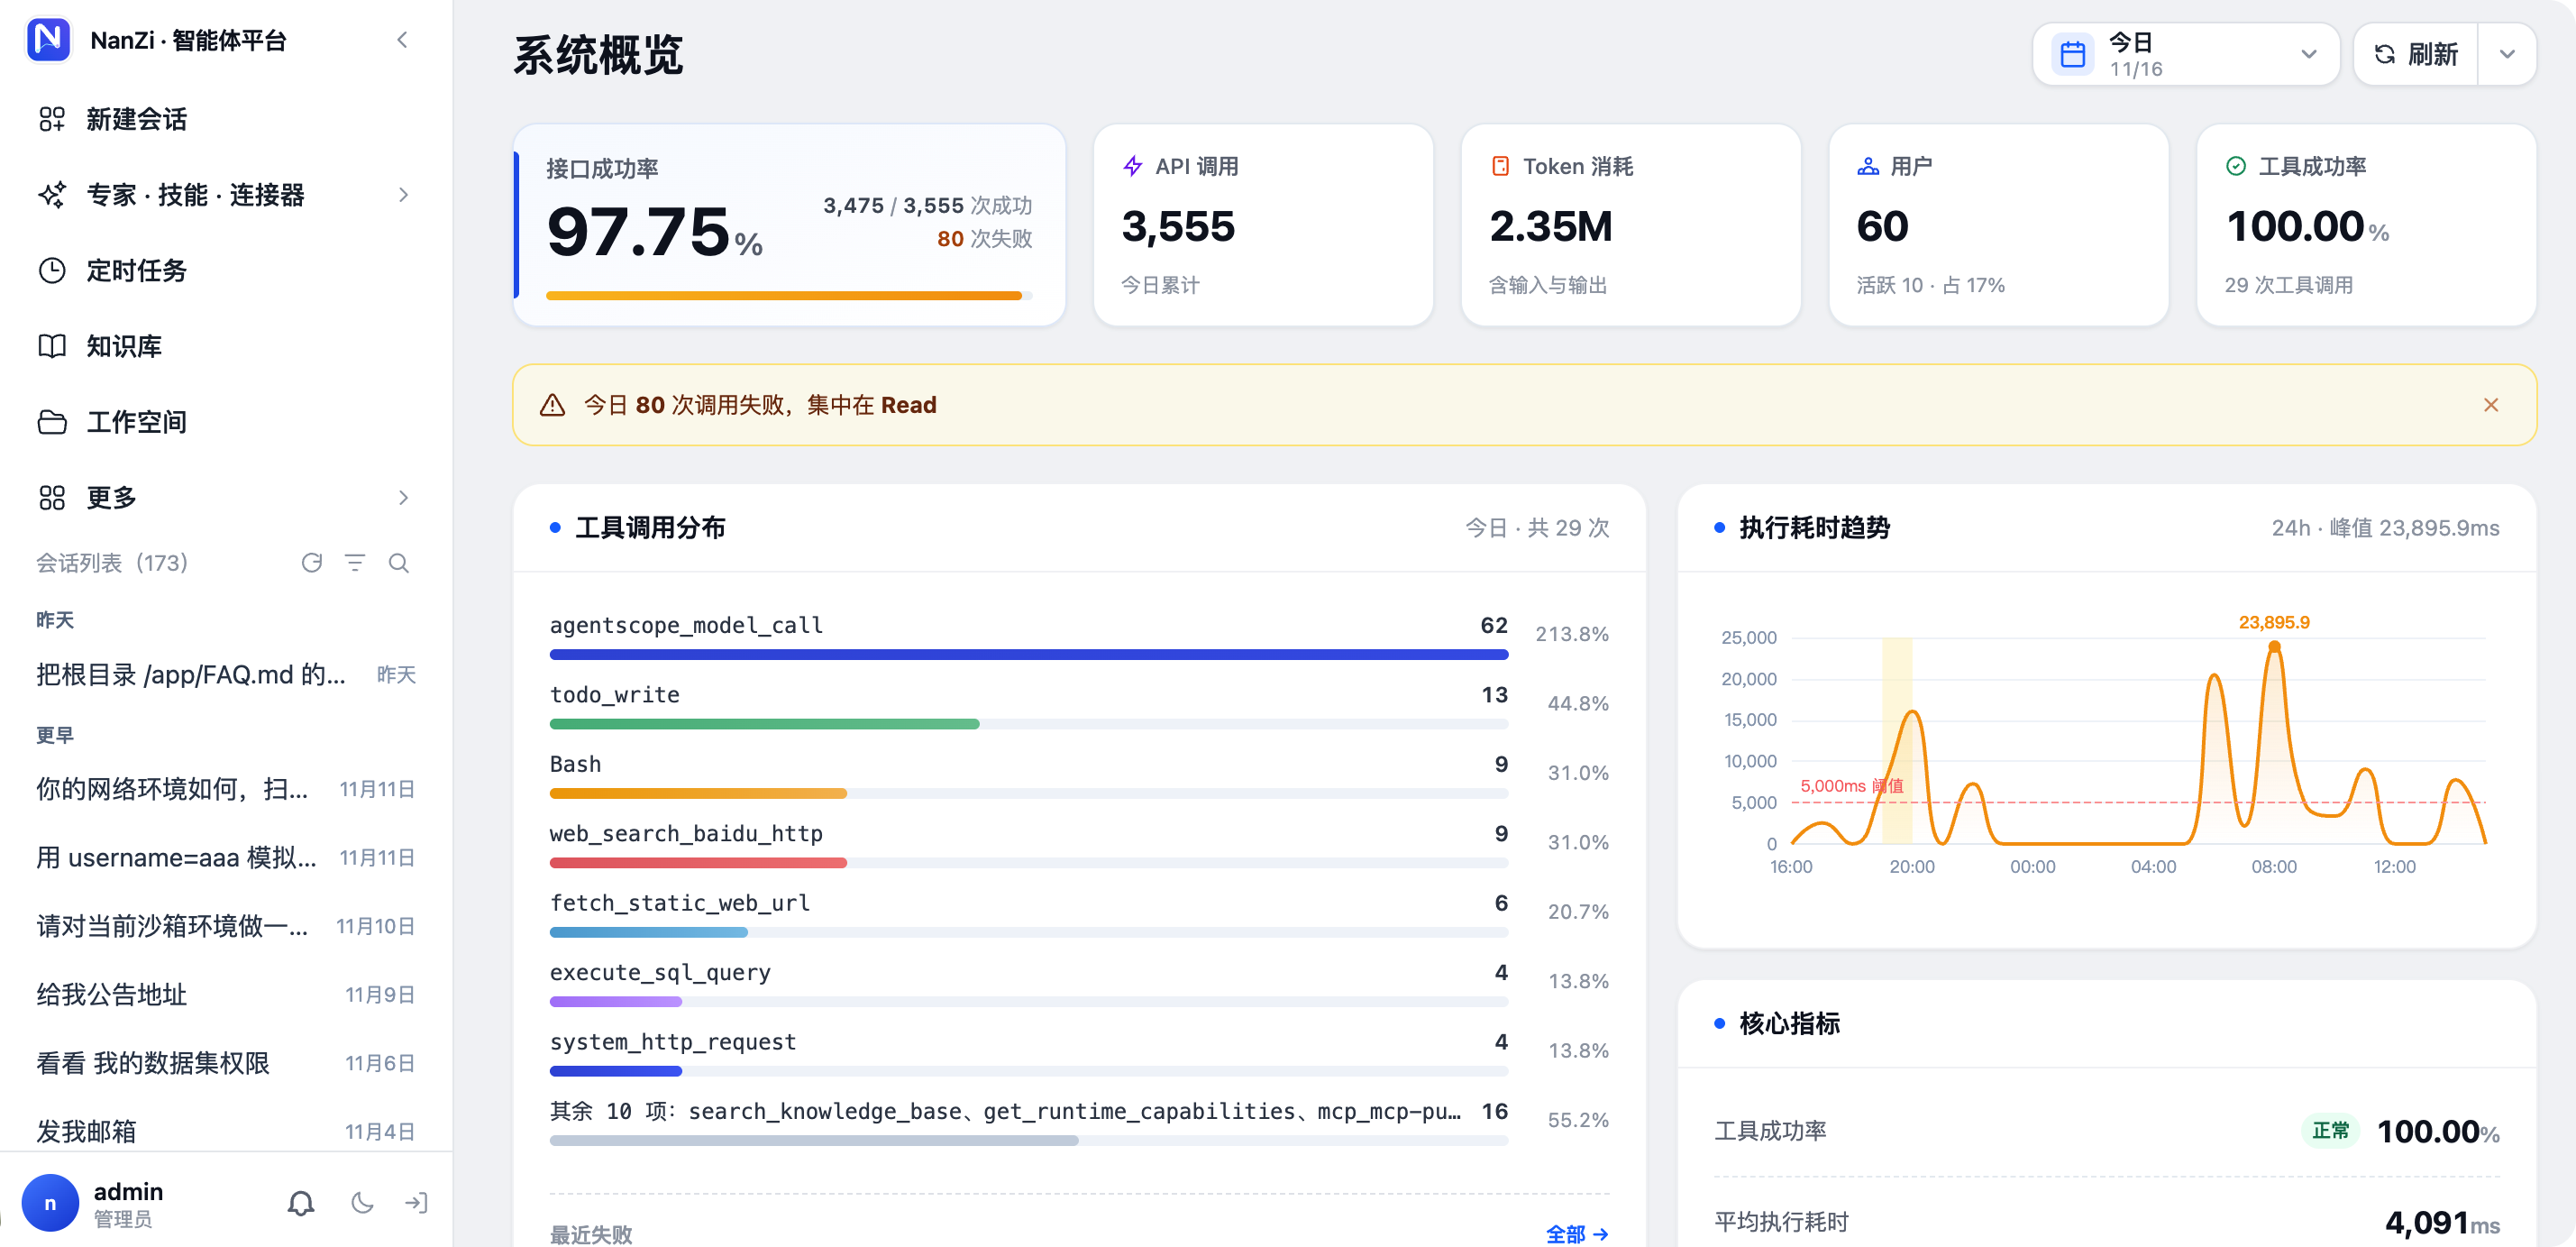 NanZi · 智能体平台
新建会话
专家 · 技能 · 连接器
定时任务
知识库
工作空间
更多
会话列表（173）
昨天
把根目录 /app/FAQ.md 的... 昨天
更早
你的网络环境如何，扫... 11月11日
用 username=aaa 模拟... 11月11日
请对当前沙箱环境做一... 11月10日
给我公告地址 11月9日
看看 我的数据集权限 11月6日
发我邮箱 11月4日
n
admin
管理员
系统概览
今日
11/16
刷新
接口成功率
97.75%
3,475 / 3,555 次成功
80 次失败
API 调用
3,555
今日累计
Token 消耗
2.35M
含输入与输出
用户
60
活跃 10 · 占 17%
工具成功率
100.00%
29 次工具调用
今日 80 次调用失败，集中在 Read
工具调用分布 今日 · 共 29 次
agentscope_model_call 62 213.8%
todo_write 13 44.8%
Bash 9 31.0%
web_search_baidu_http 9 31.0%
fetch_static_web_url 6 20.7%
execute_sql_query 4 13.8%
system_http_request 4 13.8%
其余 10 项：search_knowledge_base、get_runtime_capabilities、mcp_mcp-pu… 16 55.2%
最近失败 全部 →
执行耗时趋势 24h · 峰值 23,895.9ms
23,895.9
25,000
20,000
15,000
10,000
5,000ms 阈值
5,000
0
16:00 20:00 00:00 04:00 08:00 12:00
核心指标
工具成功率 正常 100.00%
平均执行耗时 4,091ms